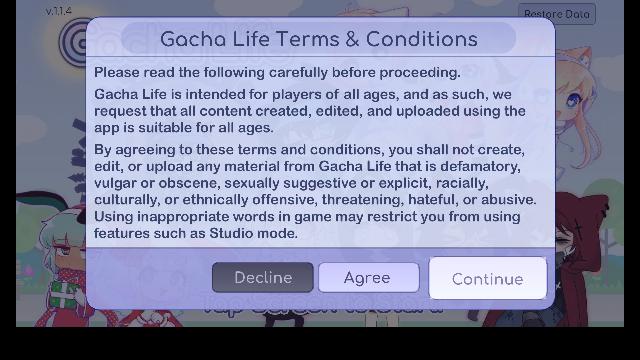 v.1.1.4
Restore Data
Gacha Life Terms & Conditions
Please read the following carefully before proceeding.
Gacha Life is intended for players of all ages, and as such, we
request that all content created, edited, and uploaded using the
app is suitable for all ages.
By agreeing to these terms and conditions, you shall not create,
edit, or upload any material from Gacha Life that is defamatory,
vulgar or obscene, sexually suggestive or explicit, racially,
culturally, or ethnically offensive, threatening, hateful, or abusive.
Using inappropriate words in game may restrict you from using
features such as Studio mode.
Decline
Agree
Continue
Tap Screen to Start!